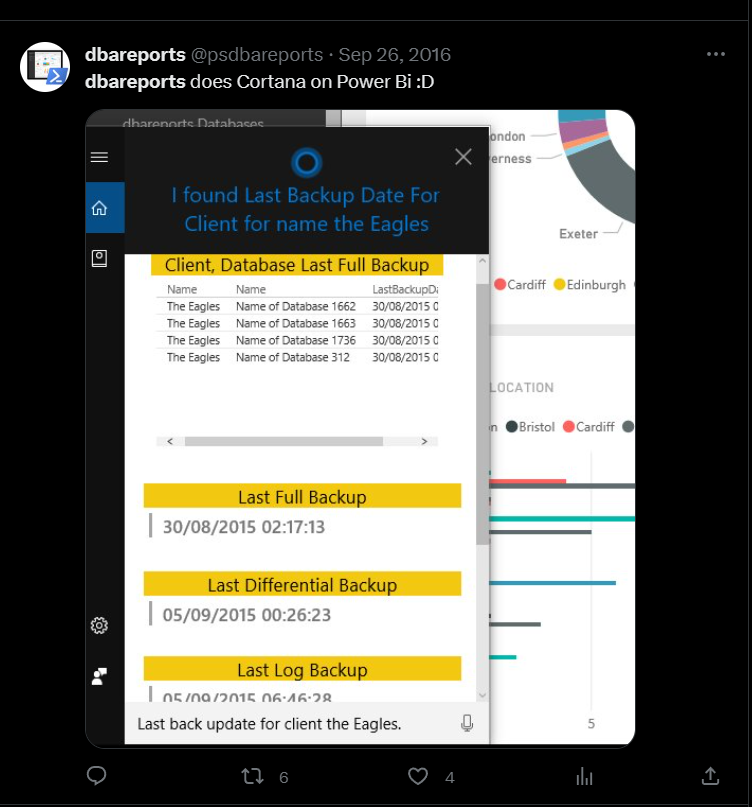 dbareports @psdbareports · Sep 26, 2016
dbareports does Cortana on Power Bi :D
dbareports Databases
I found Last Backup Date For
Client for name the Eagles
Client, Database Last Full Backup
Name Name LastBackupDa
The Eagles Name of Database 1662 30/08/2015 0
The Eagles Name of Database 1663 30/08/2015 0
The Eagles Name of Database 1736 30/08/2015 0
The Eagles Name of Database 312 30/08/2015 0
Last Full Backup
30/08/2015 02:17:13
Last Differential Backup
05/09/2015 00:26:23
Last Log Backup
05/09/2015 06:46:28
Last back update for client the Eagles.
ondon
erness
Exeter
Cardiff Edinburgh
LOCATION
n Bristol Cardiff
5
6 4